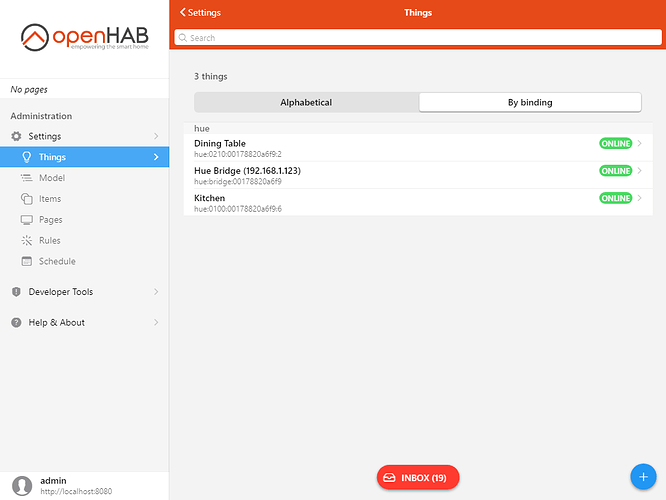 openHAB
empowering the smart home
No pages
Administration
Settings
Things
Model
Items
Pages
Rules
Schedule
Developer Tools
Help & About
admin
http://localhost:8080
Settings
Things
Search
3 things
Alphabetical
By binding
hue
Dining Table
ONLINE
hue:0210:00178820a6f9:2
Hue Bridge (192.168.1.123)
ONLINE
hue:bridge:00178820a6f9
Kitchen
ONLINE
hue:0100:00178820a6f9:6
INBOX (19)